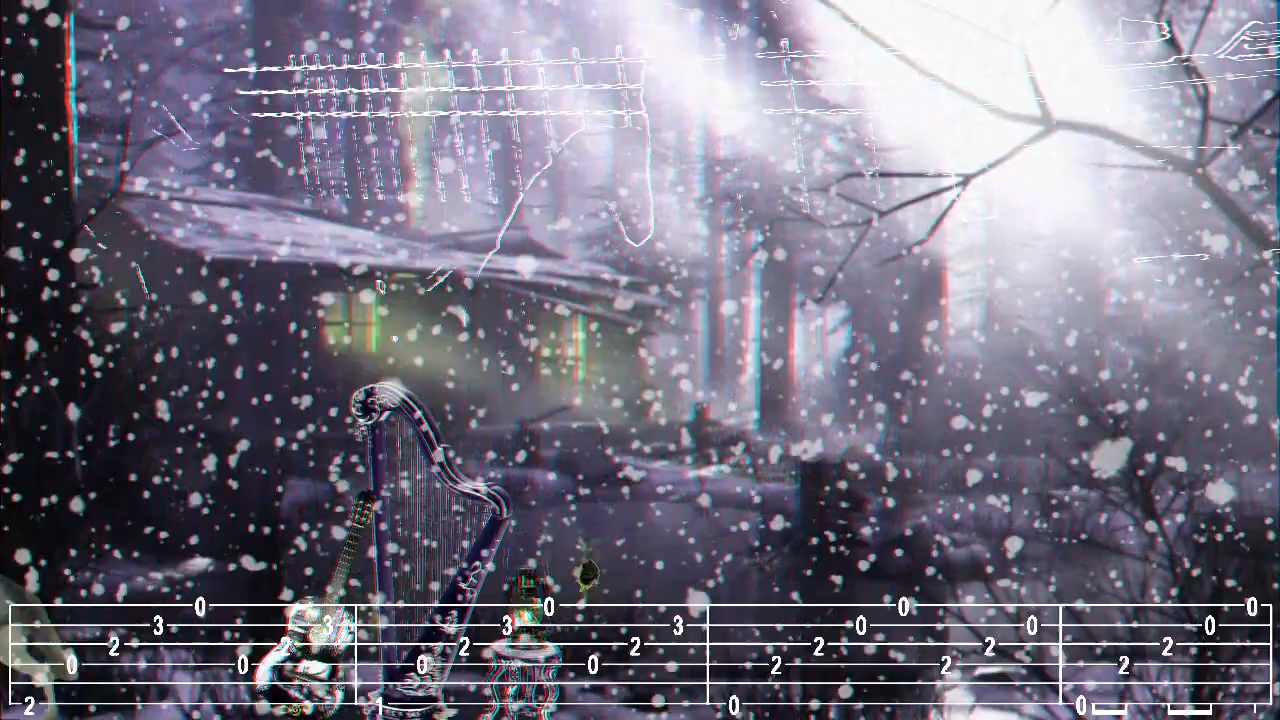 0 0 0 0
3 3 3 3 0 0 0
2 2 2 2 2 2
0 0 0 0 2 2 2
2 1 0 0